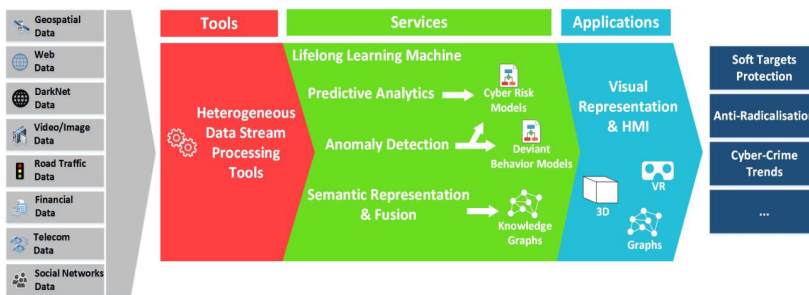 Geospatial
Data
Web
Data
DarkNet
Data
Video/Image
Data
Road Traffic
Data
Financial
Data
Telecom
Data
Social Networks
Data
Tools
Heterogeneous
Data Stream
Processing
Tools
Services
Lifelong Learning Machine
Predictive Analytics
Cyber Risk
Models
Anomaly Detection
Deviant
Behavior Models
Semantic Representation
& Fusion
Knowledge
Graphs
Applications
Visual
Representation
& HMI
VR
3D
Graphs
Soft Targets
Protection
Anti-Radicalisation
Cyber-Crime
Trends
...